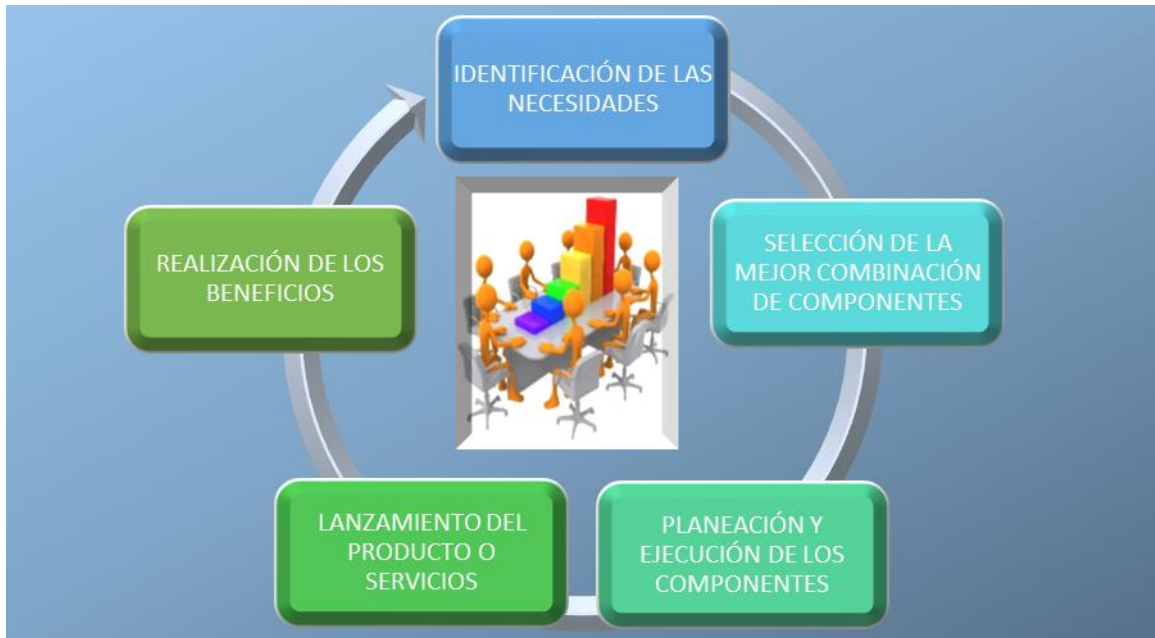 IDENTIFICACIÓN DE LAS
NECESIDADES
SELECCIÓN DE LA
MEJOR COMBINACIÓN
DE COMPONENTES
PLANEACIÓN Y
EJECUCIÓN DE LOS
COMPONENTES
LANZAMIENTO DEL
PRODUCTO O
SERVICIOS
REALIZACIÓN DE LOS
BENEFICIOS